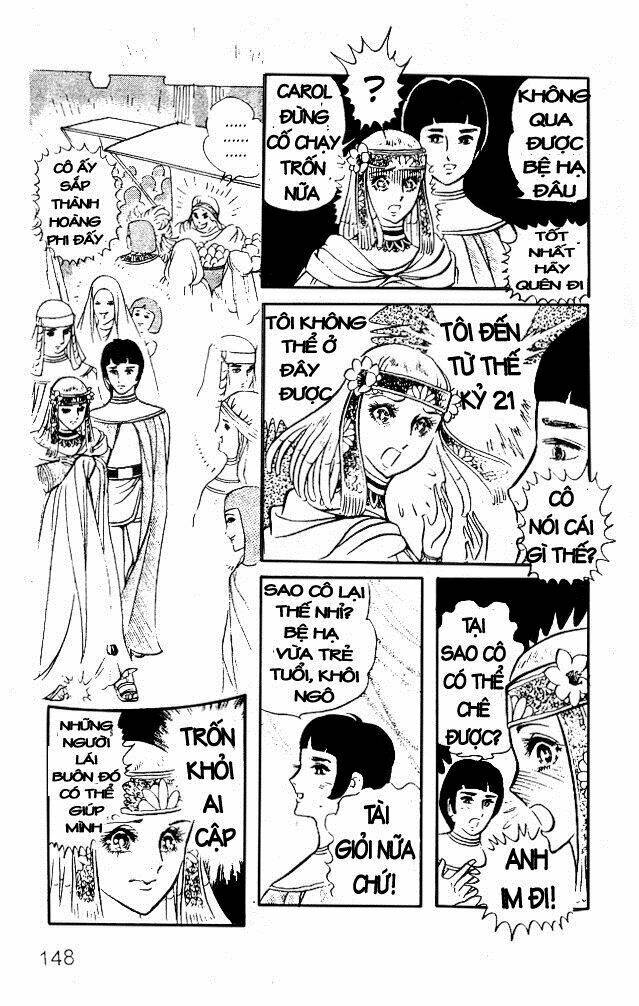 KHÔNG
QUA
ĐƯỢC
BỆ HẠ
ĐÂU
TỐT
NHẤT
HÃY
QUÊN ĐI
?
CAROL
ĐỪNG
CỐ CHẠY
TRỐN
NỮA
......
......
CÔ ẤY
SẮP
THÀNH
HOÀNG
PHI ĐẤY
TÔI ĐẾN
TỪ THẾ
KỶ 21
TÔI KHÔNG
THỂ Ở
ĐÂY ĐƯỢC
CÔ
NÓI CÁI
GÌ THẾ?
TẠI
SAO CÔ
CÓ THỂ
CHÊ
ĐƯỢC?
ANH
IM ĐI!
SAO CÔ LẠI
THẾ NHỈ?
BỆ HẠ
VỪA TRẺ
TUỔI, KHÔI
NGÔ
TÀI
GIỎI NỮA
CHỨ!
TRỐN
KHỎI
AI
CẬP
NHỮNG
NGƯỜI
LÁI
BUÔN ĐÓ
CÓ THỂ
GIÚP
MÌNH
148